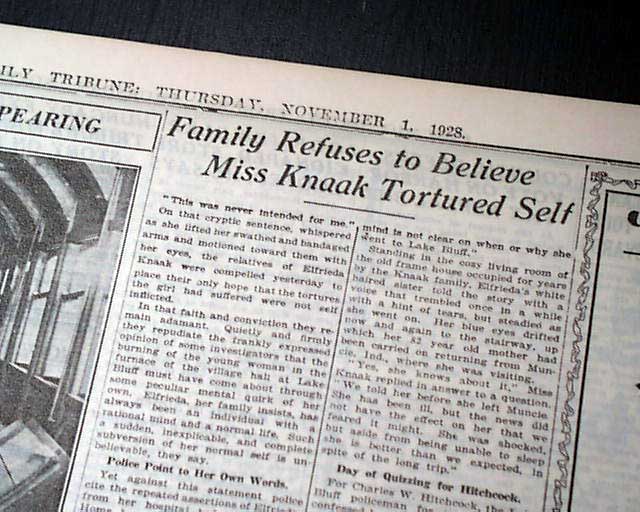 ILY TRIBUNE: THURSDAY, NOVEMBER 1, 1928.
PEARING
Family Refuses to Believe
Miss Knaak Tortured Self
"This was never intended for me."
On that cryptic sentence, whispered
as she lifted her swathed and bandaged
arms and motioned toward them with
her eyes, the relatives of Elfrieda
Knaak were compelled yesterday to
place their only hope that the tortures
the girl had suffered were not self
inflicted.
In that faith and conviction they re-
main adamant. Quietly and firmly
they repudiate the frankly expressed
opinion of some investigators that the
burning of the young woman in the
furnace of the village hall at Lake
Bluff must have come about through
some peculiar mental quirk of her
own. Elfrieda, her family insists, has
always been an individual with a
rational mind and a normal life. Such
a sudden, inexplicable, and complete
subversion of her normal self is un-
believable, they say.
Police Point to Her Own Words.
Yet against this statement police
cite the repeated assertions of Elfrieda
from her hospital
Home
mind is not clear on when or why she
went to Lake Bluff."
Standing in the cozy living room of
the old frame house occupied for years
by the Knaak family, Elfrieda's white
haired sister told the story with a
voice that trembled once in a while
with a hint of tears, but steadied as
she went on. Her blue eyes drifted
now and again to the stairway, up
which her 82 year old mother had
been carried on returning from Mun-
cie, Ind., where she was visiting.
"Yes, she knows about it," Miss
Knaak replied in answer to a question.
"We told her before she left Muncie.
She has been ill, but the news did
not have the effect on her that we
feared it might. She was shocked,
but aside from being unable to sleep
she is better than we expected, in
spite of the long trip."
Day of Quizzing for Hitchcock.
For Charles W. Hitchcock, the
Bluff policeman